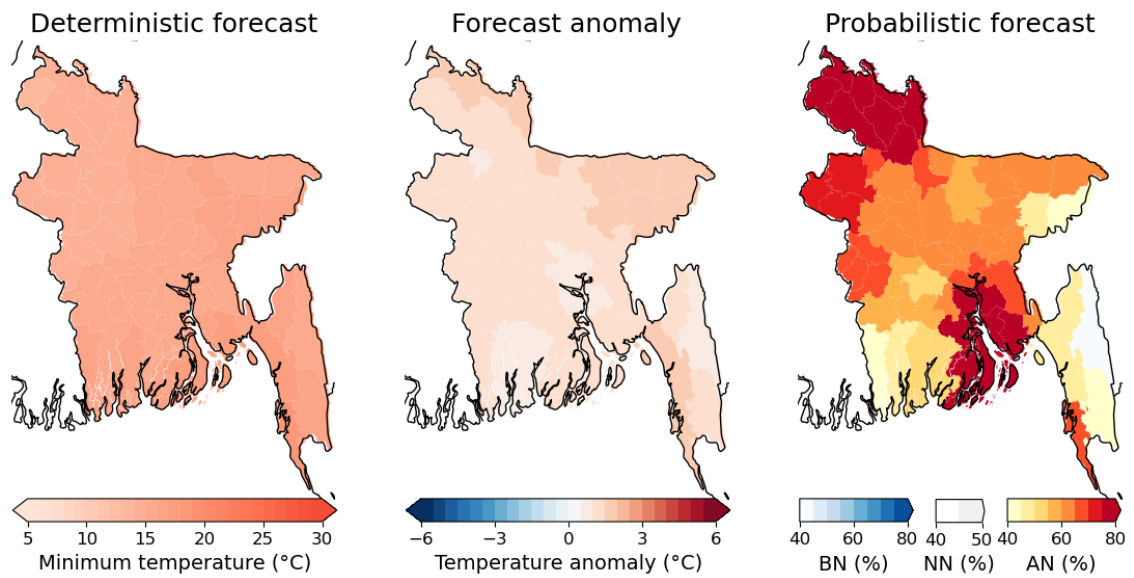 Deterministic forecast
Forecast anomaly
Probabilistic forecast
5 10 15 20 25 30
Minimum temperature (°C)
−6 −3 0 3 6
Temperature anomaly (°C)
40 60 80
BN (%)
40 50
NN (%)
40 60 80
AN (%)